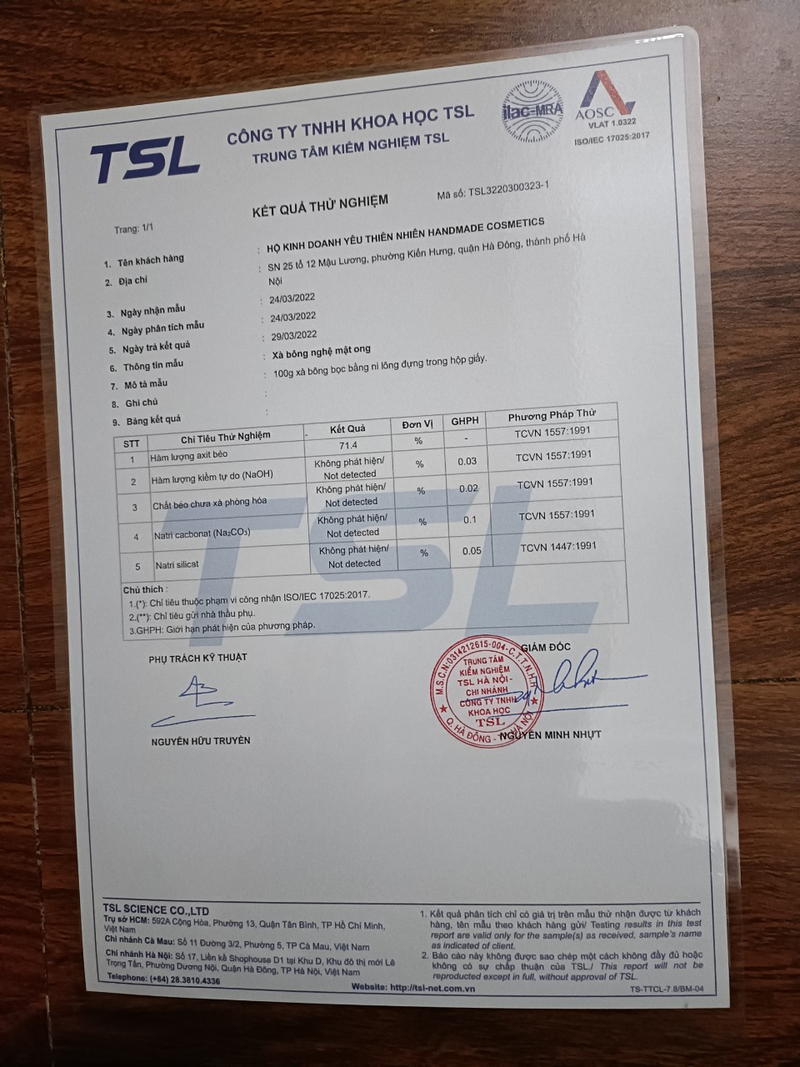 TSL
CÔNG TY TNHH KHOA HỌC TSL
TRUNG TÂM KIỂM NGHIỆM TSL
ilac-MRA
AOSC
VLAT 1.0322
ISO/IEC 17025:2017
Trang: 1/1
KẾT QUẢ THỬ NGHIỆM
Mã số: TSL3220300323-1
1. Tên khách hàng : HỘ KINH DOANH YÊU THIÊN NHIÊN HANDMADE COSMETICS
2. Địa chỉ : SN 25 tổ 12 Mậu Lương, phường Kiến Hưng, quận Hà Đông, thành phố Hà
Nội
3. Ngày nhận mẫu : 24/03/2022
4. Ngày phân tích mẫu : 24/03/2022
5. Ngày trả kết quả : 29/03/2022
6. Thông tin mẫu : Xà bông nghệ mật ong
7. Mô tả mẫu : 100g xà bông bọc bằng ni lông đựng trong hộp giấy.
8. Ghi chú :
9. Bảng kết quả :
STT Chỉ Tiêu Thử Nghiệm Kết Quả Đơn Vị GHPH Phương Pháp Thử
1 Hàm lượng axit béo 71.4 % - TCVN 1557:1991
2 Hàm lượng kiềm tự do (NaOH) Không phát hiện/ Not detected % 0.03 TCVN 1557:1991
3 Chất béo chưa xà phòng hóa Không phát hiện/ Not detected % 0.02 TCVN 1557:1991
4 Natri cacbonat (Na₂CO₃) Không phát hiện/ Not detected % 0.1 TCVN 1557:1991
5 Natri silicat Không phát hiện/ Not detected % 0.05 TCVN 1447:1991
Chú thích :
1.(*): Chỉ tiêu thuộc phạm vi công nhận ISO/IEC 17025:2017.
2.(**): Chỉ tiêu gửi nhà thầu phụ.
3.GHPH: Giới hạn phát hiện của phương pháp.
TSL
PHỤ TRÁCH KỸ THUẬT
GIÁM ĐỐC
M.S.C.N:0314212615-004-C.T.T.N.H.H
TRUNG TÂM
KIỂM NGHIỆM
TSL HÀ NỘI-
CHI NHÁNH
CÔNG TY TNHH
KHOA HỌC
TSL
Q. HÀ ĐÔNG - TP HÀ NỘI
NGUYỄN HỮU TRUYÊN
NGUYỄN MINH NHỰT
TSL SCIENCE CO.,LTD
Trụ sở HCM: 592A Cộng Hòa, Phường 13, Quận Tân Bình, TP Hồ Chí Minh,
Việt Nam
Chi nhánh Cà Mau: Số 11 Đường 3/2, Phường 5, TP Cà Mau, Việt Nam
Chi nhánh Hà Nội: Số 17, Liền kề Shophouse D1 tại Khu D, Khu đô thị mới Lê
Trọng Tấn, Phường Dương Nội, Quận Hà Đông, TP Hà Nội, Việt Nam
Telephone: (+84) 28.3810.4336
Website: http://tsl-net.com.vn
1. Kết quả phân tích chỉ có giá trị trên mẫu thử nhận được từ khách
hàng, tên mẫu theo khách hàng gửi/ Testing results in this test
report are valid only for the sample(s) as received, sample's name
as indicated of client.
2. Báo cáo này không được sao chép một cách không đầy đủ hoặc
không có sự chấp thuận của TSL./ This report will not be
reproduced except in full, without approval of TSL.
TS-TTCL-7.8/BM-04